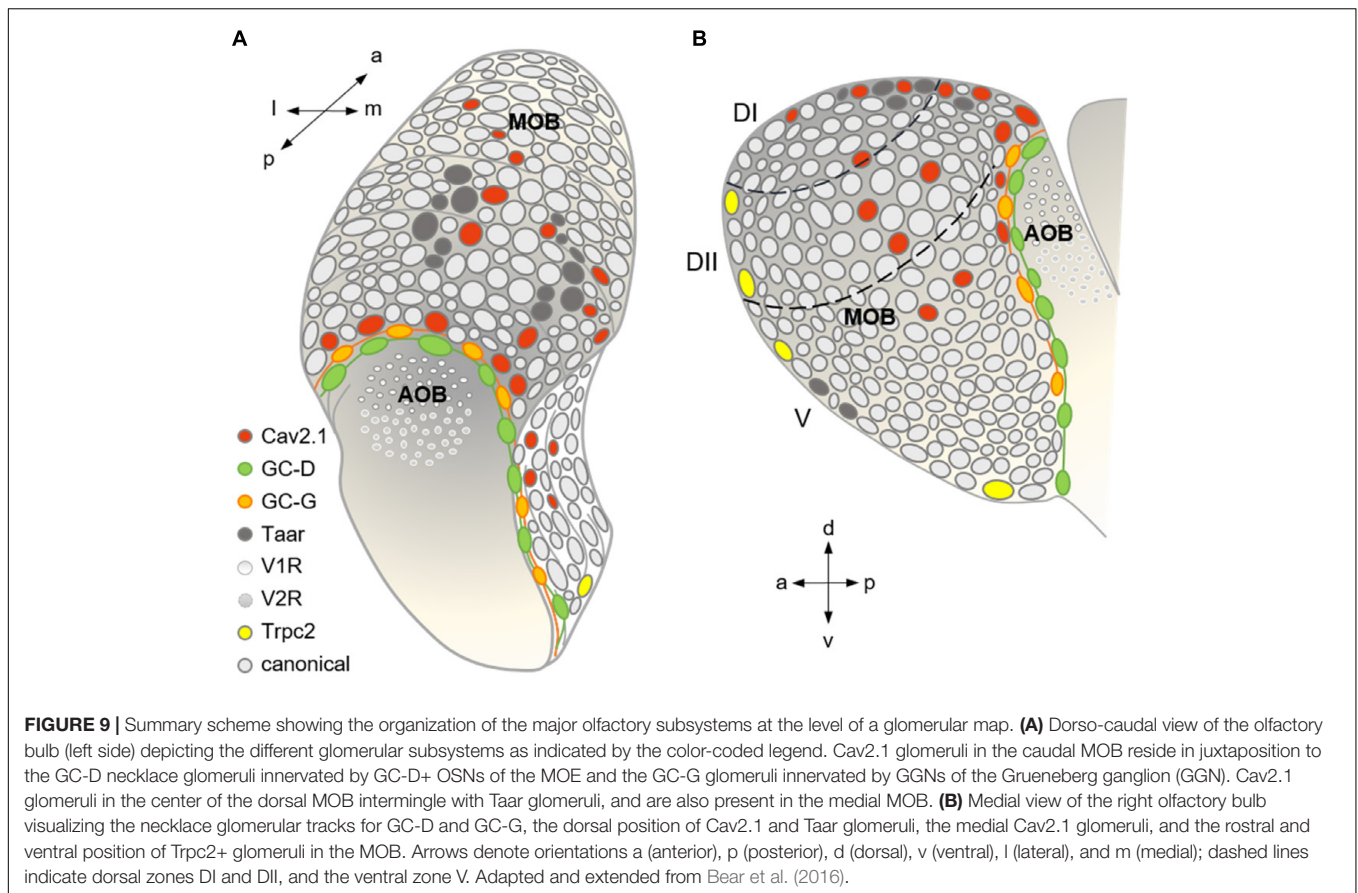 A
B
a
l
m
p
MOB
AOB
DI
DII
V
MOB
AOB
Cav2.1
GC-D
GC-G
Taar
V1R
V2R
Trpc2
canonical
d
a
p
v
FIGURE 9 | Summary scheme showing the organization of the major olfactory subsystems at the level of a glomerular map. (A) Dorso-caudal view of the olfactory
bulb (left side) depicting the different glomerular subsystems as indicated by the color-coded legend. Cav2.1 glomeruli in the caudal MOB reside in juxtaposition to
the GC-D necklace glomeruli innervated by GC-D+ OSNs of the MOE and the GC-G glomeruli innervated by GGNs of the Grueneberg ganglion (GGN). Cav2.1
glomeruli in the center of the dorsal MOB intermingle with Taar glomeruli, and are also present in the medial MOB. (B) Medial view of the right olfactory bulb
visualizing the necklace glomerular tracks for GC-D and GC-G, the dorsal position of Cav2.1 and Taar glomeruli, the medial Cav2.1 glomeruli, and the rostral and
ventral position of Trpc2+ glomeruli in the MOB. Arrows denote orientations a (anterior), p (posterior), d (dorsal), v (ventral), l (lateral), and m (medial); dashed lines
indicate dorsal zones DI and DII, and the ventral zone V. Adapted and extended from Bear et al. (2016).